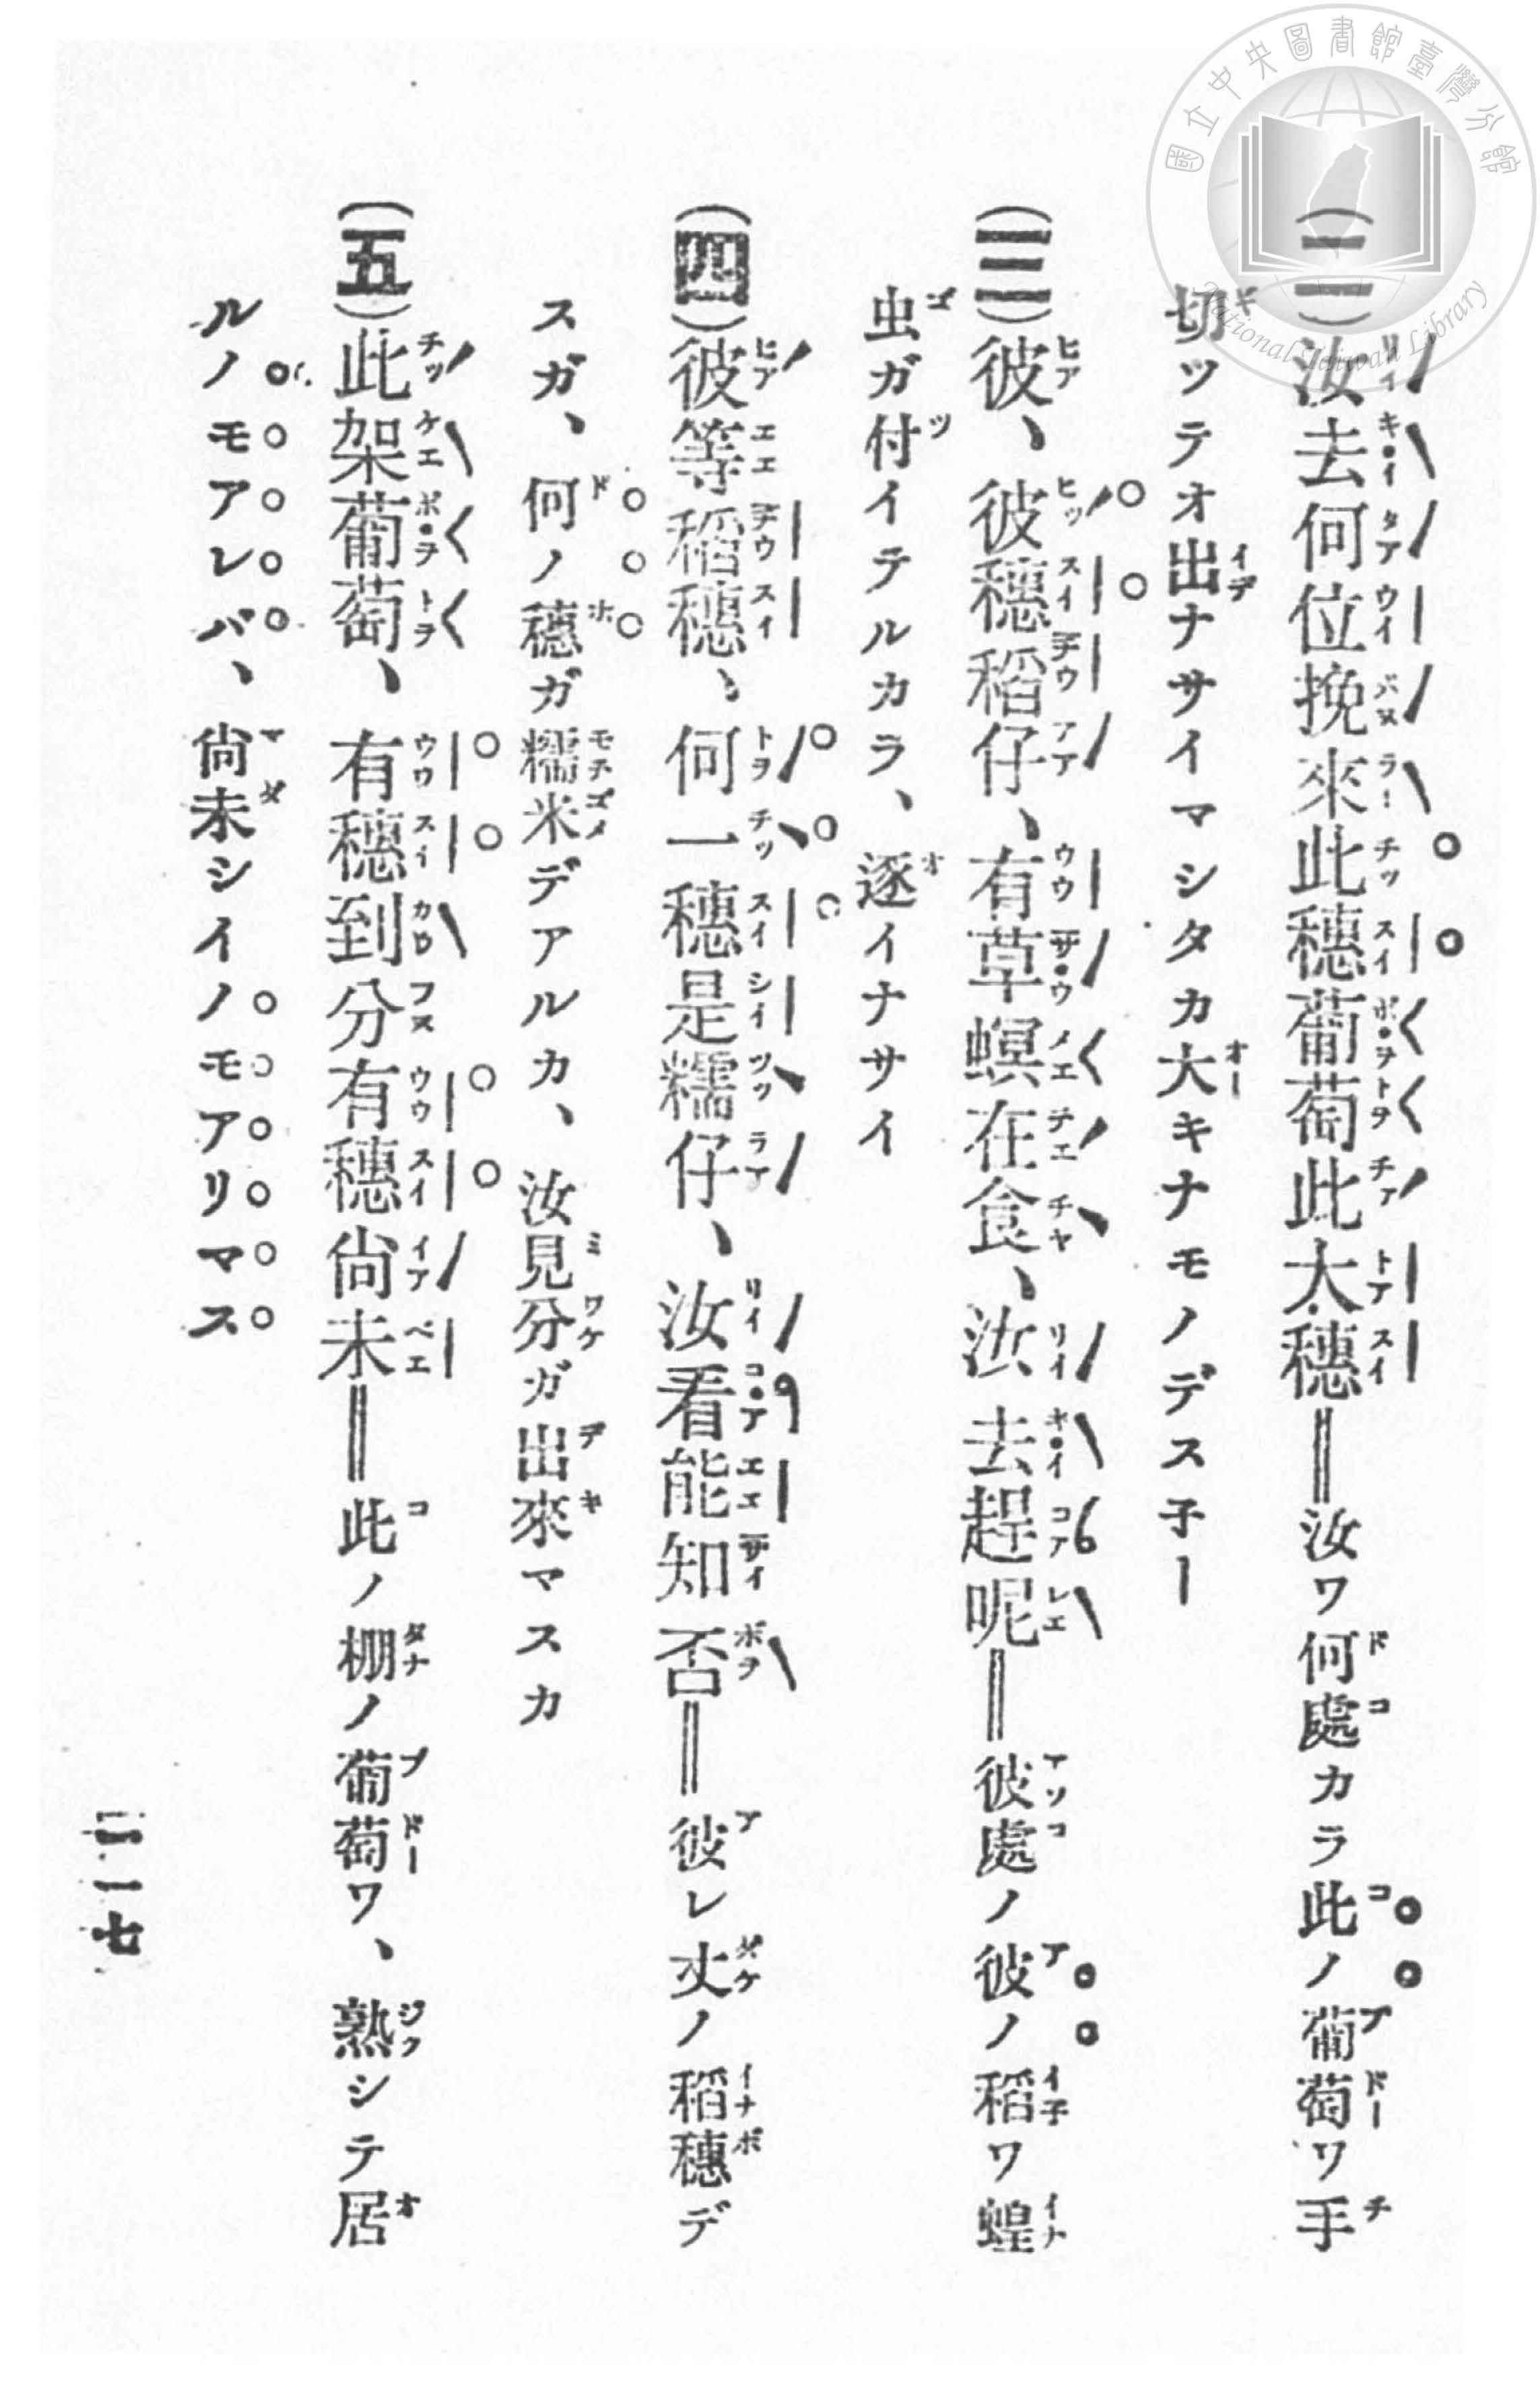 (二)汝去何位挽來此穗葡萄此大穗‖汝ワ何處カラ此ノ葡萄ワ手
切ッテオ出ナサイマシタカ大キナモノデス子ー
(三)彼、彼穗稻仔、有草螟在食、汝去趕呢‖彼處ノ彼ノ稻ワ蝗
虫ガ付イテルカラ、逐イナサイ
(四)彼等稻穗、何一穗是糯仔、汝看能知否‖彼レ丈ノ稻穗デ
スガ、何ノ穗ガ糯米デアルカ、汝見分ガ出來マスカ
(五)此架葡萄、有穗到分有穗尙未‖此ノ棚ノ葡萄ワ、熟シテ居
ルノモアレバ、尙未シイノモアリマス
二一七
國立中央圖書館臺灣分館
National Taiwan Library